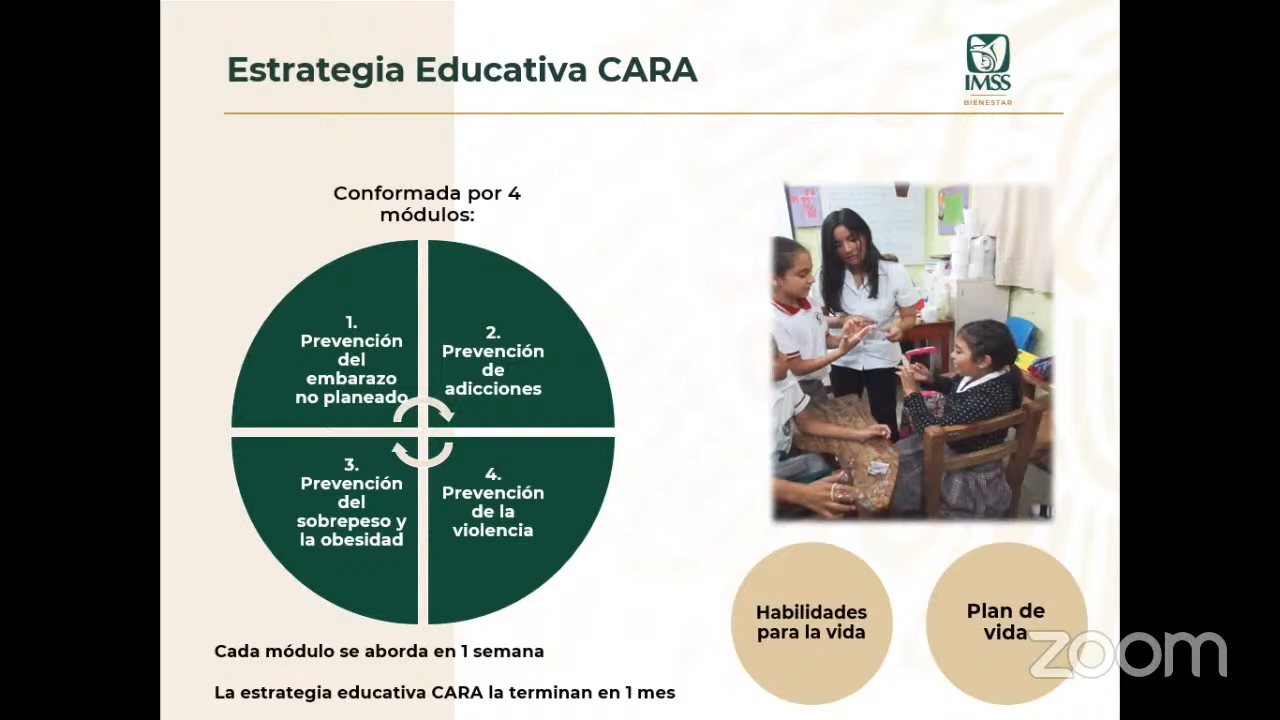 Estrategia Educativa CARA
IMSS
BIENESTAR
Conformada por 4
módulos:
1.
Prevención
del
embarazo
no planeado
2.
Prevención
de
adicciones
3.
Prevención
del
sobrepeso y
la obesidad
4.
Prevención
de la
violencia
Habilidades
para la vida
Plan de
vida
Cada módulo se aborda en 1 semana
La estrategia educativa CARA la terminan en 1 mes
zoom